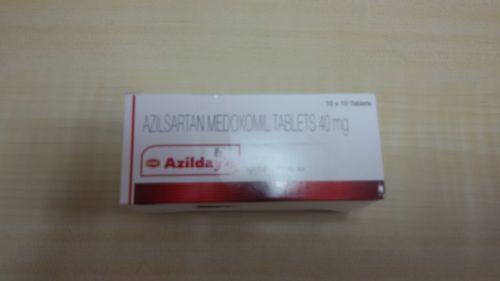 10 x 10 Tablets
AZILSARTAN MEDOXOMIL TABLETS 40 mg
Azilday